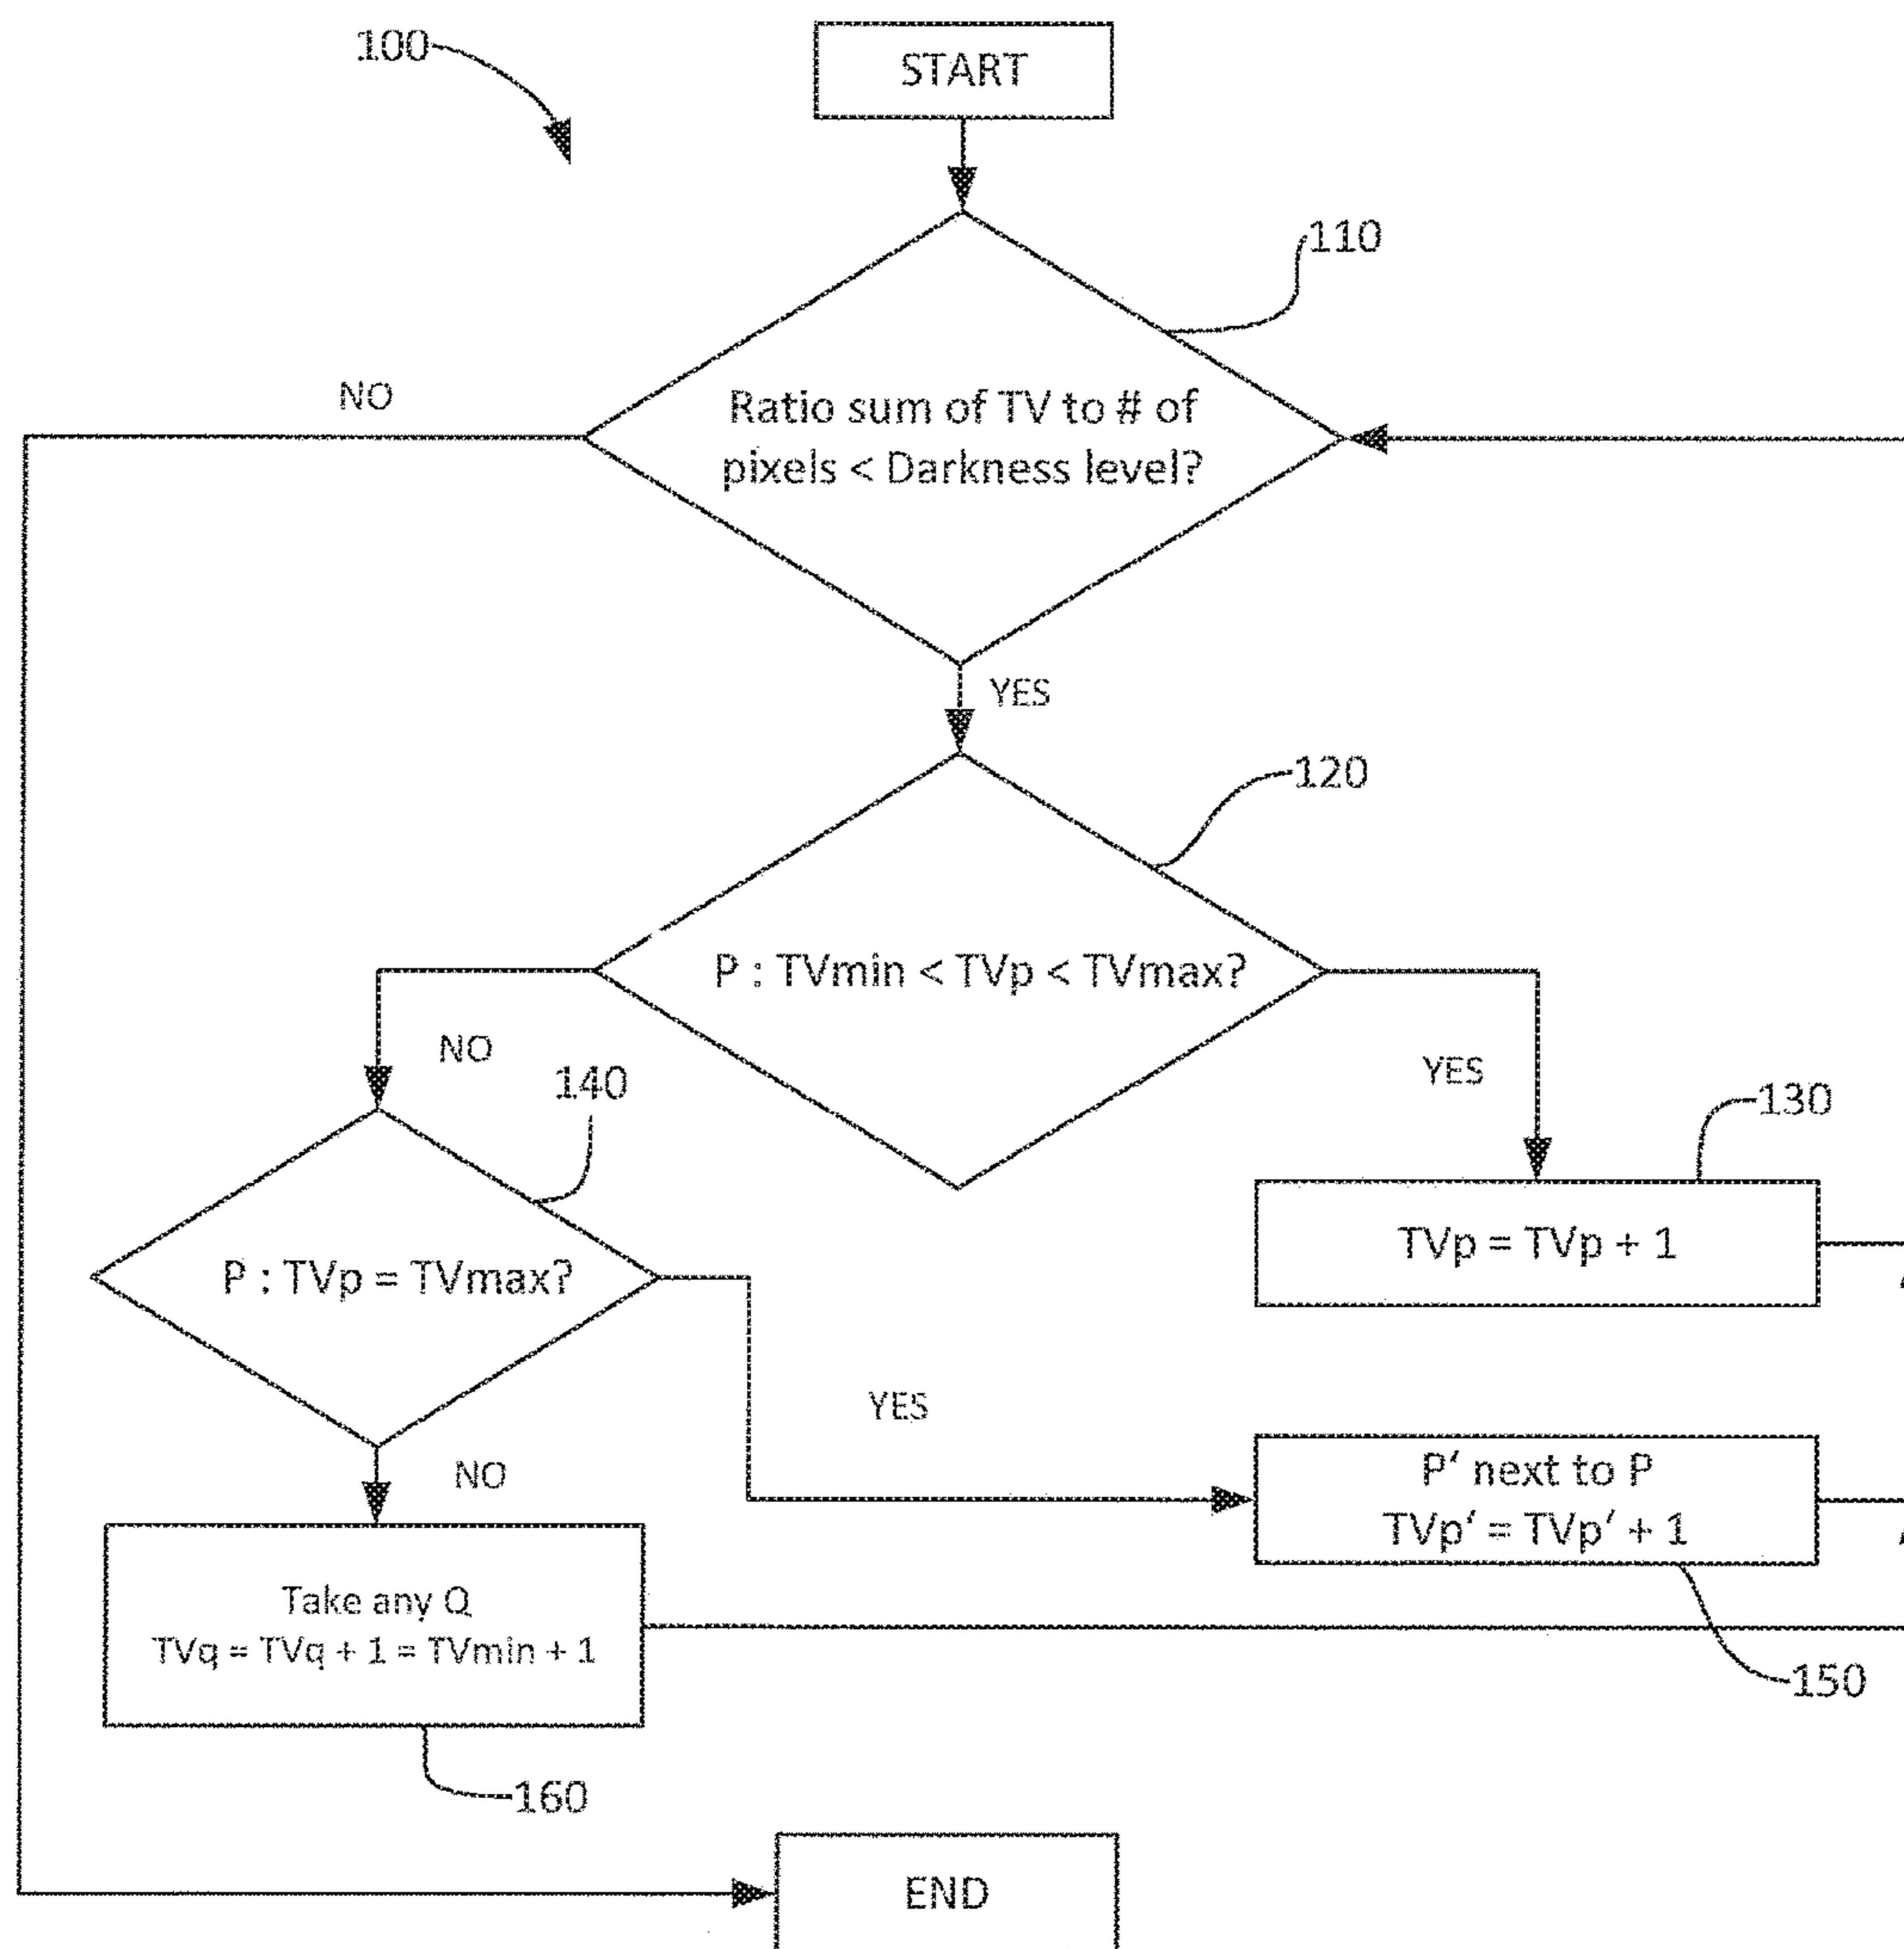 100
START
110
NO
Ratio sum of TV to # of
pixels < Darkness level?
YES
120
P : TVmin < TVp < TVmax?
NO
YES
140
130
P : TVp = TVmax?
TVp = TVp + 1
YES
NO
P‘ next to P
TVp‘ = TVp‘ + 1
Take any Q
TVq = TVq + 1 = TVmin + 1
150
160
END